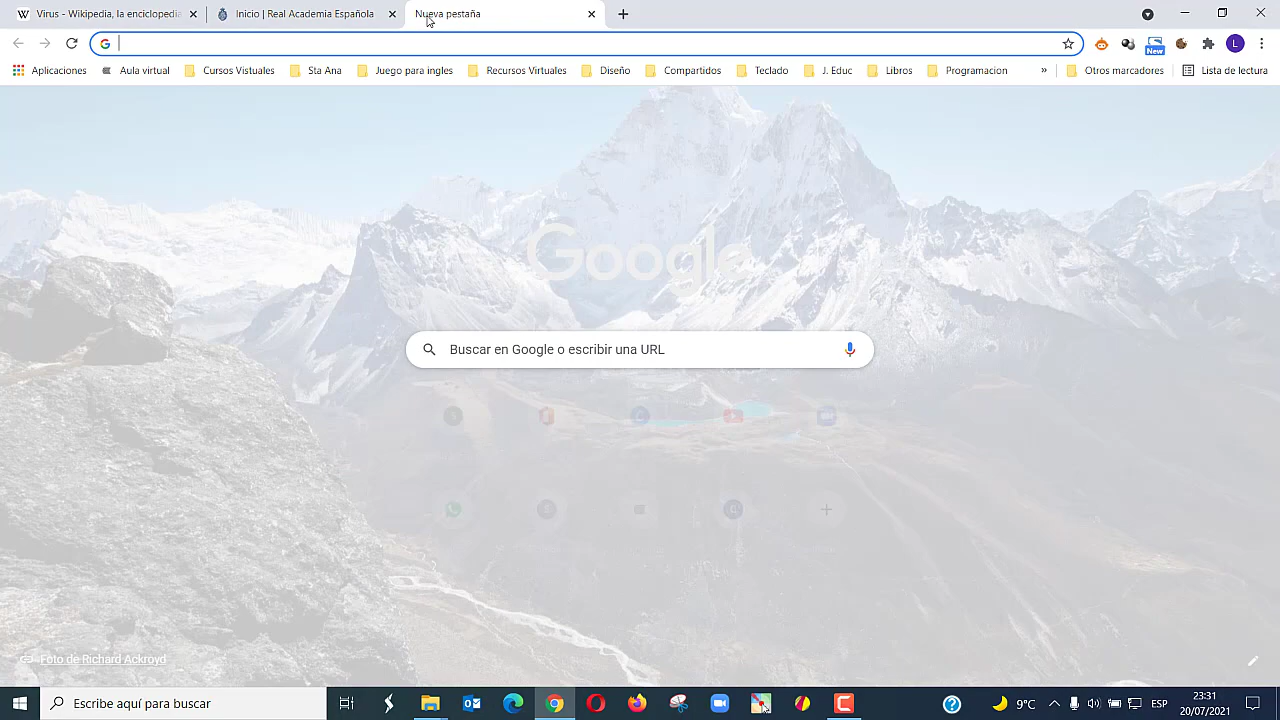 Virus - Wikipedia, la enciclopedia
Inicio | Real Academia Española
Nueva pestaña
New
L
Aplicaciones
Aula virtual
Cursos Vistuales
Sta Ana
Juego para ingles
Recursos Virtuales
Diseño
Compartidos
Teclado
J. Educ
Libros
Programacion
»
Otros marcadores
Lista de lectura
Google
Buscar en Google o escribir una URL
Foto de Richard Ackroyd
Escribe aquí para buscar
9°C
ESP
23:31
20/07/2021